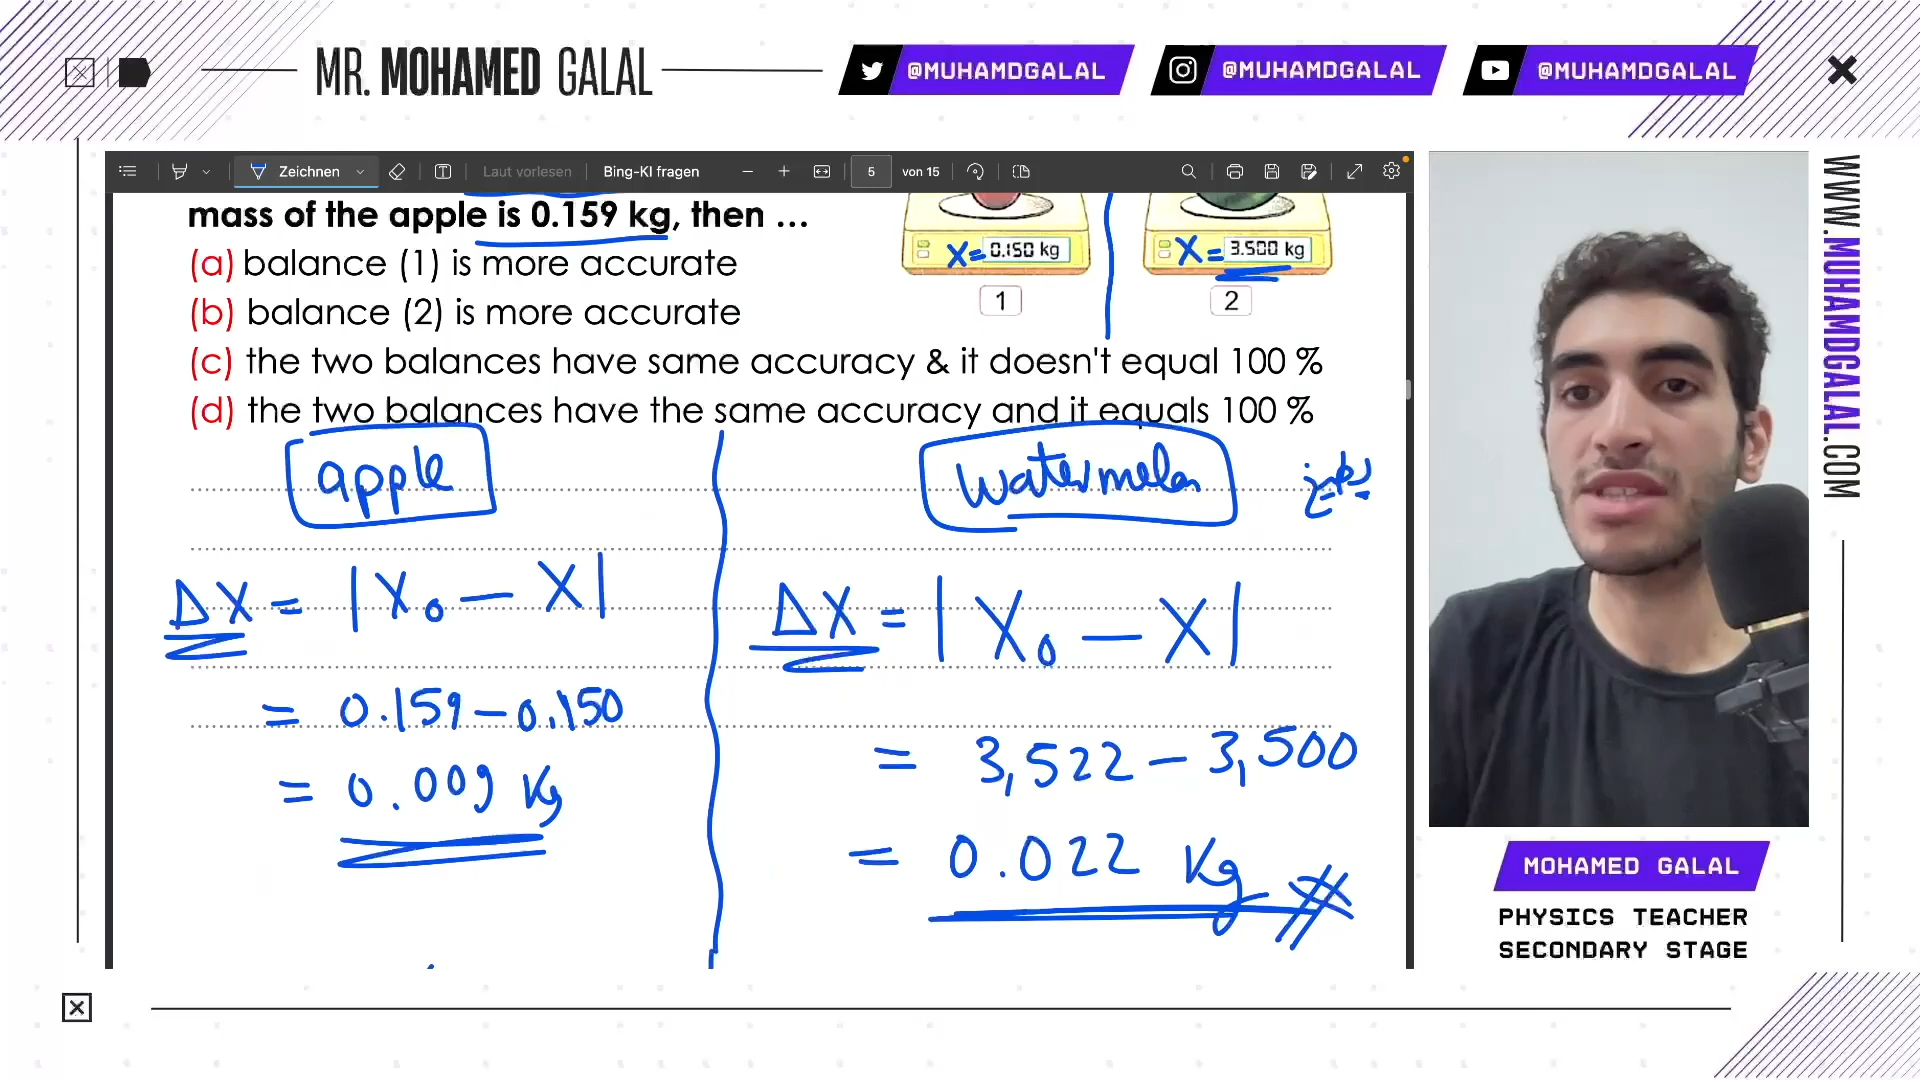 MR. MOHAMED GALAL
@MUHAMDGALAL
@MUHAMDGALAL
@MUHAMDGALAL
Zeichnen
Laut vorlesen
Bing-KI fragen
5
von 15
mass of the apple is 0.159 kg, then ...
(a) balance (1) is more accurate
(b) balance (2) is more accurate
(c) the two balances have same accuracy & it doesn't equal 100 %
(d) the two balances have the same accuracy and it equals 100 %
X= 0.150 kg
1
X= 3.500 kg
2
apple
ΔX = |X₀ − X|
= 0.159 − 0.150
= 0.009 Kg
watermelon
ΔX = |X₀ − X|
= 3,522 − 3,500
= 0.022 Kg
WWW.MUHAMDGALAL.COM
MOHAMED GALAL
PHYSICS TEACHER
SECONDARY STAGE